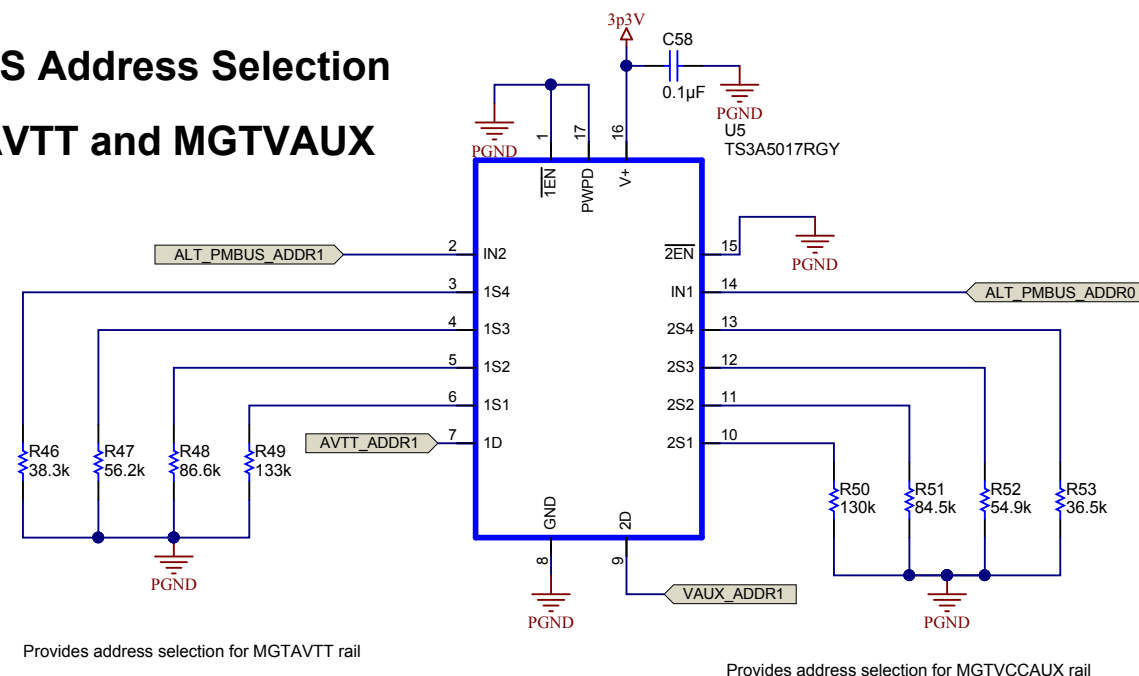 3p3V
C58
0.1µF
PGND
S Address Selection
AVTT and MGTVAUX
PGND
U5
TS3A5017RGY
1
17
16
1EN
PWPD
V+
ALT_PMBUS_ADDR1
2
IN2
2EN
15
PGND
3
1S4
IN1
14
ALT_PMBUS_ADDR0
4
1S3
2S4
13
5
1S2
2S3
12
6
1S1
2S2
11
AVTT_ADDR1
7
1D
2S1
10
R46
38.3k
R47
56.2k
R48
86.6k
R49
133k
R50
130k
R51
84.5k
R52
54.9k
R53
36.5k
GND
2D
8
9
PGND
VAUX_ADDR1
PGND
PGND
Provides address selection for MGTAVTT rail
Provides address selection for MGTVCCAUX rail